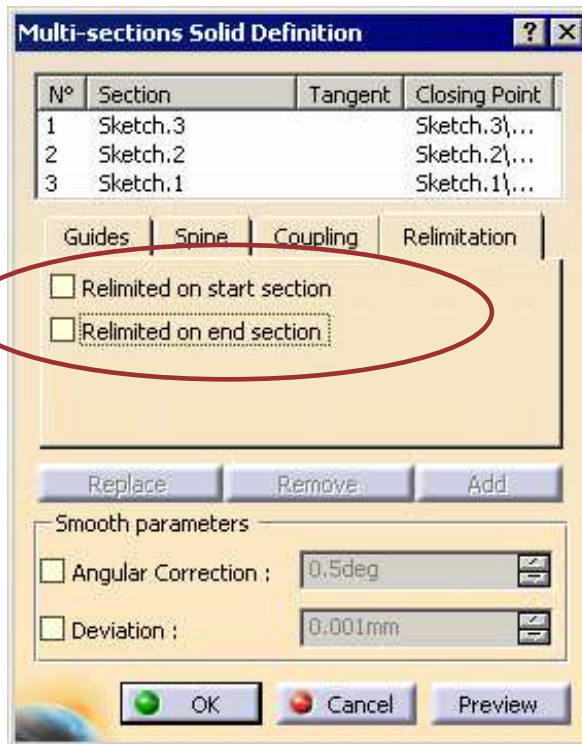 Multi-sections Solid Definition ? X
N° Section Tangent Closing Point
1 Sketch.3 Sketch.3\...
2 Sketch.2 Sketch.2\...
3 Sketch.1 Sketch.1\...
Guides Spine Coupling Relimitation
Relimited on start section
Relimited on end section
Replace Remove Add
Smooth parameters
Angular Correction : 0.5deg
Deviation : 0.001mm
OK Cancel Preview